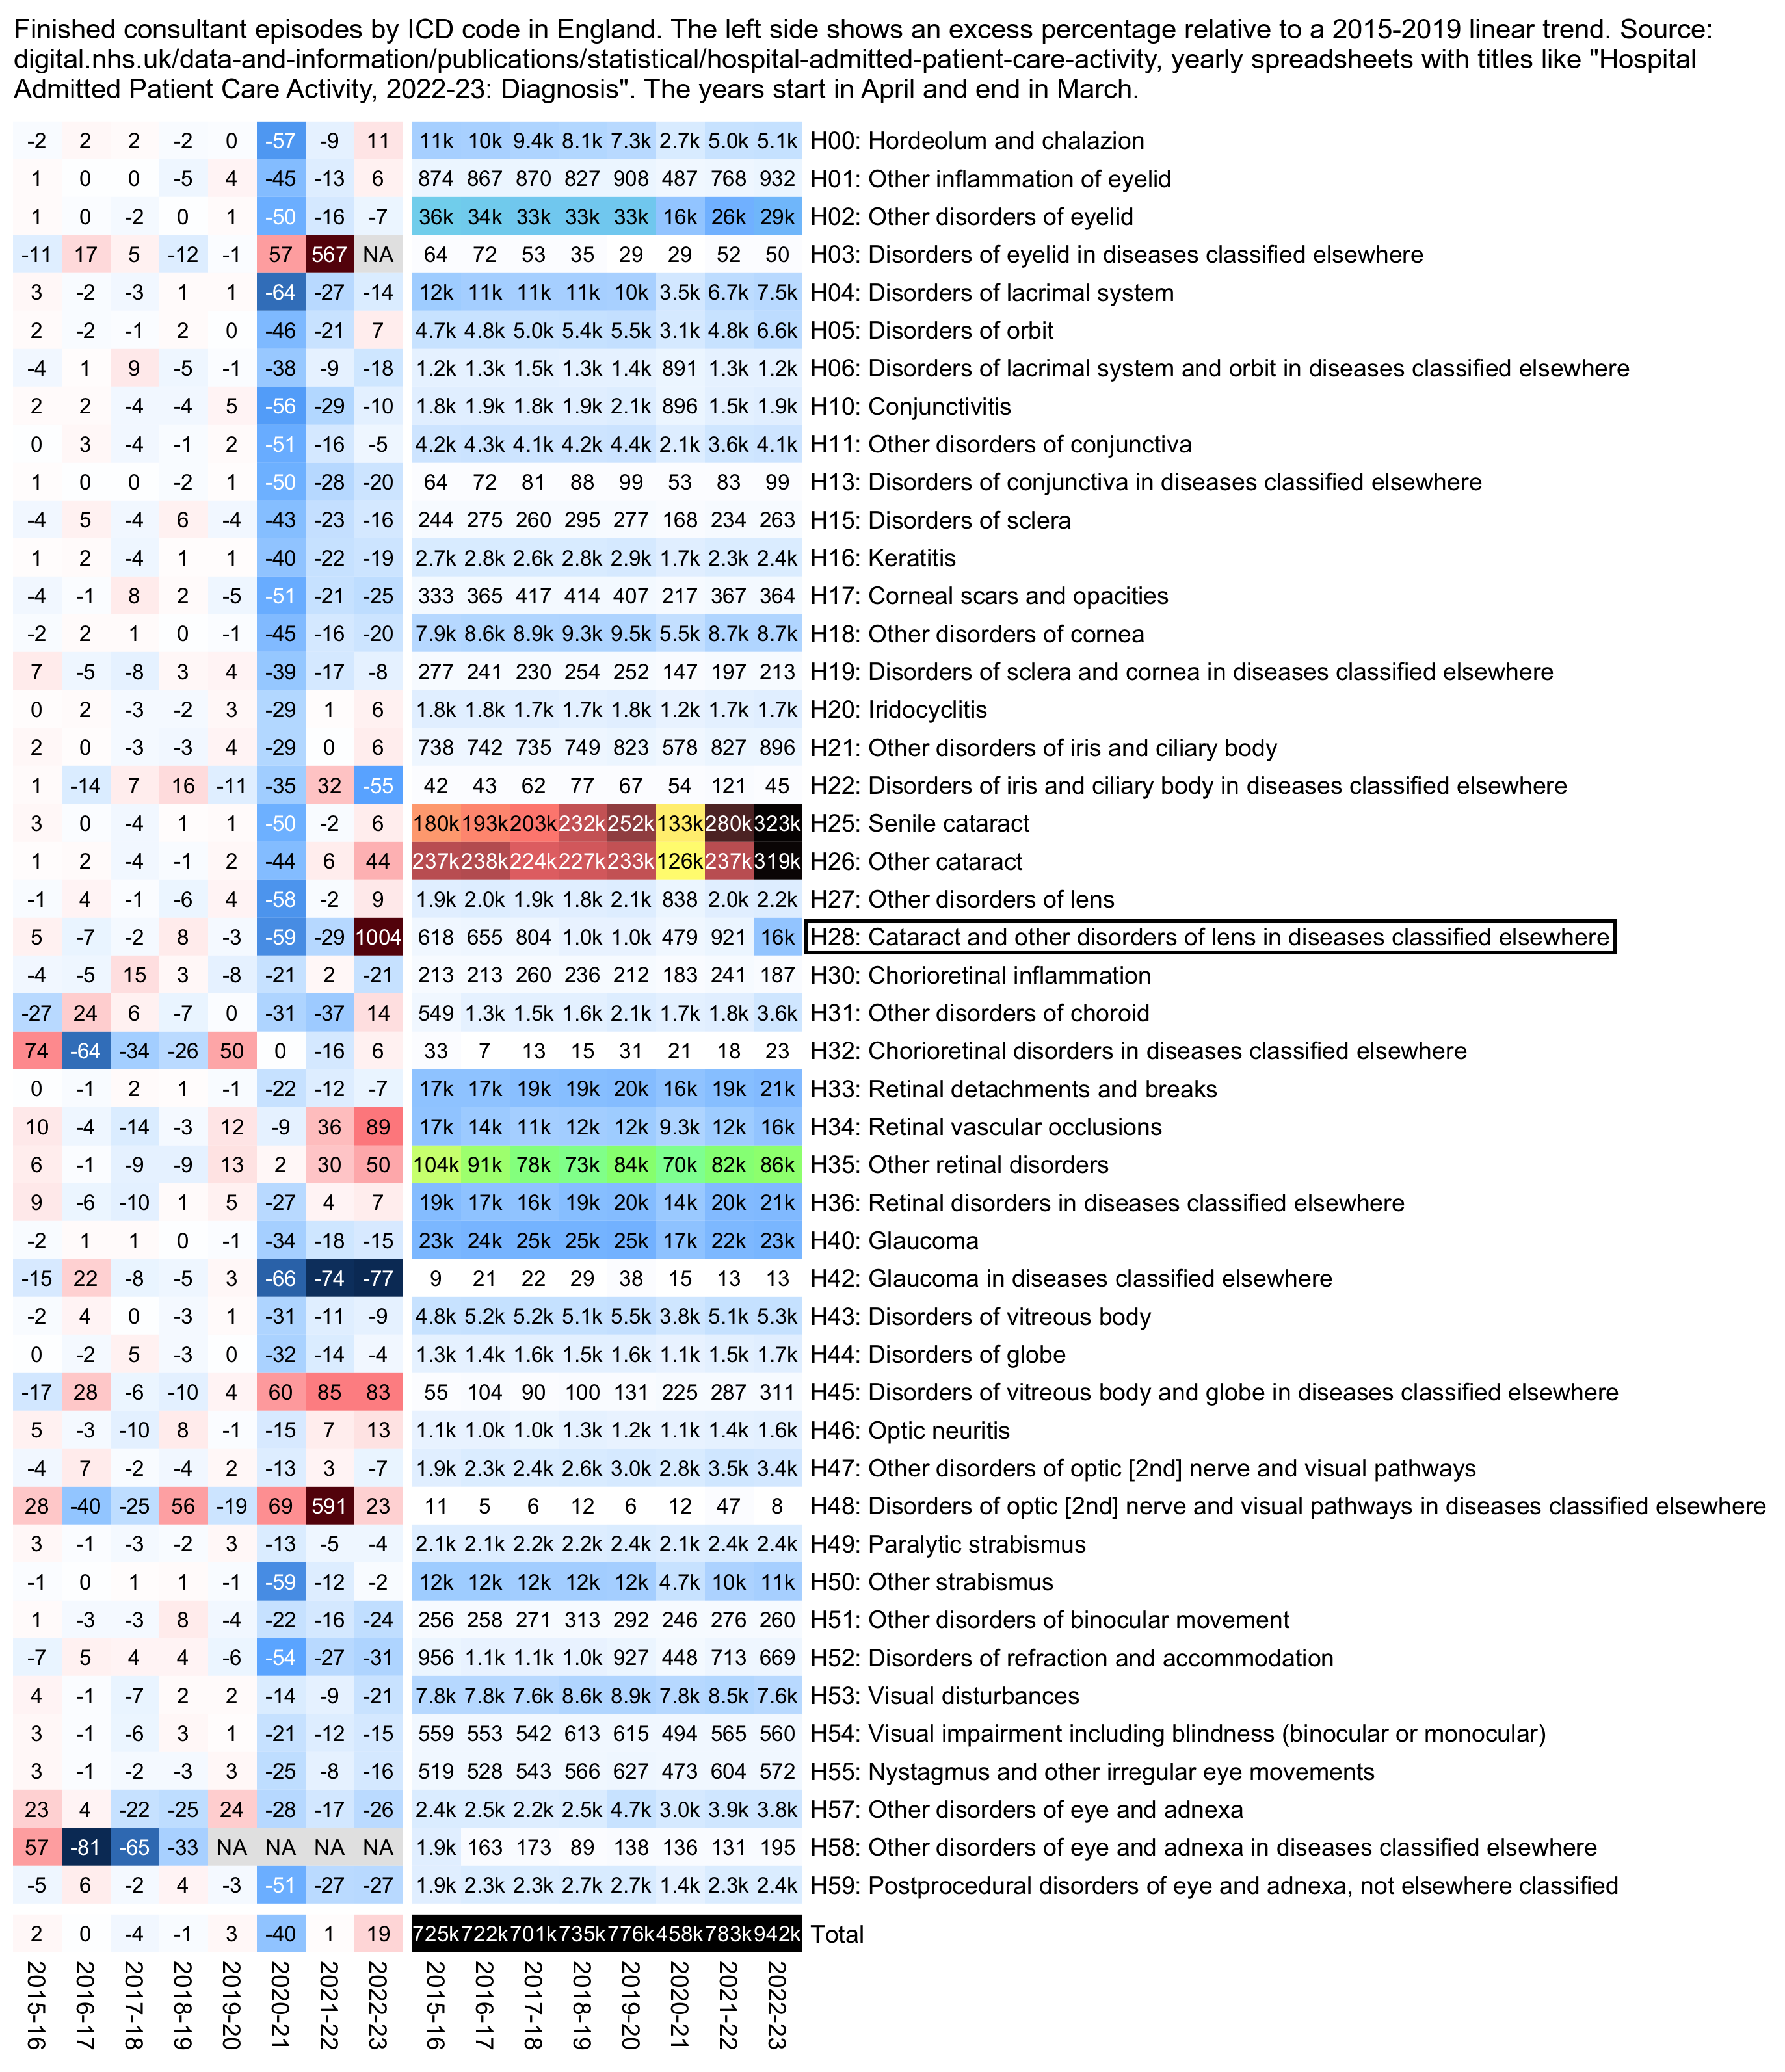 Finished consultant episodes by ICD code in England. The left side shows an excess percentage relative to a 2015-2019 linear trend. Source:
digital.nhs.uk/data-and-information/publications/statistical/hospital-admitted-patient-care-activity, yearly spreadsheets with titles like "Hospital
Admitted Patient Care Activity, 2022-23: Diagnosis". The years start in April and end in March.
-2 2 2 -2 0 -57 -9 11 11k 10k 9.4k 8.1k 7.3k 2.7k 5.0k 5.1k H00: Hordeolum and chalazion
1 0 0 -5 4 -45 -13 6 874 867 870 827 908 487 768 932 H01: Other inflammation of eyelid
1 0 -2 0 1 -50 -16 -7 36k 34k 33k 33k 33k 16k 26k 29k H02: Other disorders of eyelid
-11 17 5 -12 -1 57 567 NA 64 72 53 35 29 29 52 50 H03: Disorders of eyelid in diseases classified elsewhere
3 -2 -3 1 1 -64 -27 -14 12k 11k 11k 11k 10k 3.5k 6.7k 7.5k H04: Disorders of lacrimal system
2 -2 -1 2 0 -46 -21 7 4.7k 4.8k 5.0k 5.4k 5.5k 3.1k 4.8k 6.6k H05: Disorders of orbit
-4 1 9 -5 -1 -38 -9 -18 1.2k 1.3k 1.5k 1.3k 1.4k 891 1.3k 1.2k H06: Disorders of lacrimal system and orbit in diseases classified elsewhere
2 2 -4 -4 5 -56 -29 -10 1.8k 1.9k 1.8k 1.9k 2.1k 896 1.5k 1.9k H10: Conjunctivitis
0 3 -4 -1 2 -51 -16 -5 4.2k 4.3k 4.1k 4.2k 4.4k 2.1k 3.6k 4.1k H11: Other disorders of conjunctiva
1 0 0 -2 1 -50 -28 -20 64 72 81 88 99 53 83 99 H13: Disorders of conjunctiva in diseases classified elsewhere
-4 5 -4 6 -4 -43 -23 -16 244 275 260 295 277 168 234 263 H15: Disorders of sclera
1 2 -4 1 1 -40 -22 -19 2.7k 2.8k 2.6k 2.8k 2.9k 1.7k 2.3k 2.4k H16: Keratitis
-4 -1 8 2 -5 -51 -21 -25 333 365 417 414 407 217 367 364 H17: Corneal scars and opacities
-2 2 1 0 -1 -45 -16 -20 7.9k 8.6k 8.9k 9.3k 9.5k 5.5k 8.7k 8.7k H18: Other disorders of cornea
7 -5 -8 3 4 -39 -17 -8 277 241 230 254 252 147 197 213 H19: Disorders of sclera and cornea in diseases classified elsewhere
0 2 -3 -2 3 -29 1 6 1.8k 1.8k 1.7k 1.7k 1.8k 1.2k 1.7k 1.7k H20: Iridocyclitis
2 0 -3 -3 4 -29 0 6 738 742 735 749 823 578 827 896 H21: Other disorders of iris and ciliary body
1 -14 7 16 -11 -35 32 -55 42 43 62 77 67 54 121 45 H22: Disorders of iris and ciliary body in diseases classified elsewhere
3 0 -4 1 1 -50 -2 6 180k 193k 203k 232k 252k 133k 280k 323k H25: Senile cataract
1 2 -4 -1 2 -44 6 44 237k 238k 224k 227k 233k 126k 237k 319k H26: Other cataract
-1 4 -1 -6 4 -58 -2 9 1.9k 2.0k 1.9k 1.8k 2.1k 838 2.0k 2.2k H27: Other disorders of lens
5 -7 -2 8 -3 -59 -29 1004 618 655 804 1.0k 1.0k 479 921 16k H28: Cataract and other disorders of lens in diseases classified elsewhere
-4 -5 15 3 -8 -21 2 -21 213 213 260 236 212 183 241 187 H30: Chorioretinal inflammation
-27 24 6 -7 0 -31 -37 14 549 1.3k 1.5k 1.6k 2.1k 1.7k 1.8k 3.6k H31: Other disorders of choroid
74 -64 -34 -26 50 0 -16 6 33 7 13 15 31 21 18 23 H32: Chorioretinal disorders in diseases classified elsewhere
0 -1 2 1 -1 -22 -12 -7 17k 17k 19k 19k 20k 16k 19k 21k H33: Retinal detachments and breaks
10 -4 -14 -3 12 -9 36 89 17k 14k 11k 12k 12k 9.3k 12k 16k H34: Retinal vascular occlusions
6 -1 -9 -9 13 2 30 50 104k 91k 78k 73k 84k 70k 82k 86k H35: Other retinal disorders
9 -6 -10 1 5 -27 4 7 19k 17k 16k 19k 20k 14k 20k 21k H36: Retinal disorders in diseases classified elsewhere
-2 1 1 0 -1 -34 -18 -15 23k 24k 25k 25k 25k 17k 22k 23k H40: Glaucoma
-15 22 -8 -5 3 -66 -74 -77 9 21 22 29 38 15 13 13 H42: Glaucoma in diseases classified elsewhere
-2 4 0 -3 1 -31 -11 -9 4.8k 5.2k 5.2k 5.1k 5.5k 3.8k 5.1k 5.3k H43: Disorders of vitreous body
0 -2 5 -3 0 -32 -14 -4 1.3k 1.4k 1.6k 1.5k 1.6k 1.1k 1.5k 1.7k H44: Disorders of globe
-17 28 -6 -10 4 60 85 83 55 104 90 100 131 225 287 311 H45: Disorders of vitreous body and globe in diseases classified elsewhere
5 -3 -10 8 -1 -15 7 13 1.1k 1.0k 1.0k 1.3k 1.2k 1.1k 1.4k 1.6k H46: Optic neuritis
-4 7 -2 -4 2 -13 3 -7 1.9k 2.3k 2.4k 2.6k 3.0k 2.8k 3.5k 3.4k H47: Other disorders of optic [2nd] nerve and visual pathways
28 -40 -25 56 -19 69 591 23 11 5 6 12 6 12 47 8 H48: Disorders of optic [2nd] nerve and visual pathways in diseases classified elsewhere
3 -1 -3 -2 3 -13 -5 -4 2.1k 2.1k 2.2k 2.2k 2.4k 2.1k 2.4k 2.4k H49: Paralytic strabismus
-1 0 1 1 -1 -59 -12 -2 12k 12k 12k 12k 12k 4.7k 10k 11k H50: Other strabismus
1 -3 -3 8 -4 -22 -16 -24 256 258 271 313 292 246 276 260 H51: Other disorders of binocular movement
-7 5 4 4 -6 -54 -27 -31 956 1.1k 1.1k 1.0k 927 448 713 669 H52: Disorders of refraction and accommodation
4 -1 -7 2 2 -14 -9 -21 7.8k 7.8k 7.6k 8.6k 8.9k 7.8k 8.5k 7.6k H53: Visual disturbances
3 -1 -6 3 1 -21 -12 -15 559 553 542 613 615 494 565 560 H54: Visual impairment including blindness (binocular or monocular)
3 -1 -2 -3 3 -25 -8 -16 519 528 543 566 627 473 604 572 H55: Nystagmus and other irregular eye movements
23 4 -22 -25 24 -28 -17 -26 2.4k 2.5k 2.2k 2.5k 4.7k 3.0k 3.9k 3.8k H57: Other disorders of eye and adnexa
57 -81 -65 -33 NA NA NA NA 1.9k 163 173 89 138 136 131 195 H58: Other disorders of eye and adnexa in diseases classified elsewhere
-5 6 -2 4 -3 -51 -27 -27 1.9k 2.3k 2.3k 2.7k 2.7k 1.4k 2.3k 2.4k H59: Postprocedural disorders of eye and adnexa, not elsewhere classified
2 0 -4 -1 3 -40 1 19 725k 722k 701k 735k 776k 458k 783k 942k Total
2015-16 2016-17 2017-18 2018-19 2019-20 2020-21 2021-22 2022-23 2015-16 2016-17 2017-18 2018-19 2019-20 2020-21 2021-22 2022-23